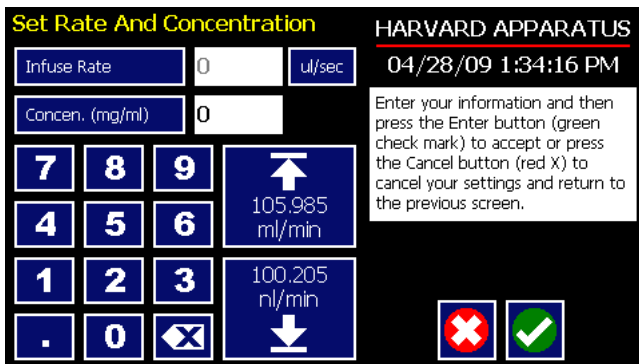 Set Rate And Concentration
HARVARD APPARATUS
04/28/09 1:34:16 PM
Infuse Rate 0 ul/sec
Concen. (mg/ml) 0
Enter your information and then
press the Enter button (green
check mark) to accept or press
the Cancel button (red X) to
cancel your settings and return to
the previous screen.
7 8 9
105.985
ml/min
4 5 6
1 2 3
100.205
nl/min
. 0